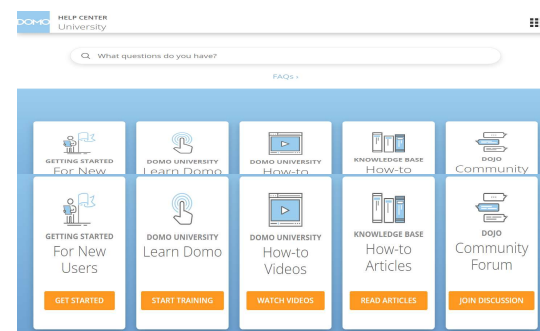 DOMO
HELP CENTER
University
What questions do you have?
FAQs »
GETTING STARTED
For New
DOMO UNIVERSITY
Learn Domo
DOMO UNIVERSITY
How-to
KNOWLEDGE BASE
How-to
DOJO
Community
GETTING STARTED
For New
Users
GET STARTED
DOMO UNIVERSITY
Learn Domo
START TRAINING
DOMO UNIVERSITY
How-to
Videos
WATCH VIDEOS
KNOWLEDGE BASE
How-to
Articles
READ ARTICLES
DOJO
Community
Forum
JOIN DISCUSSION